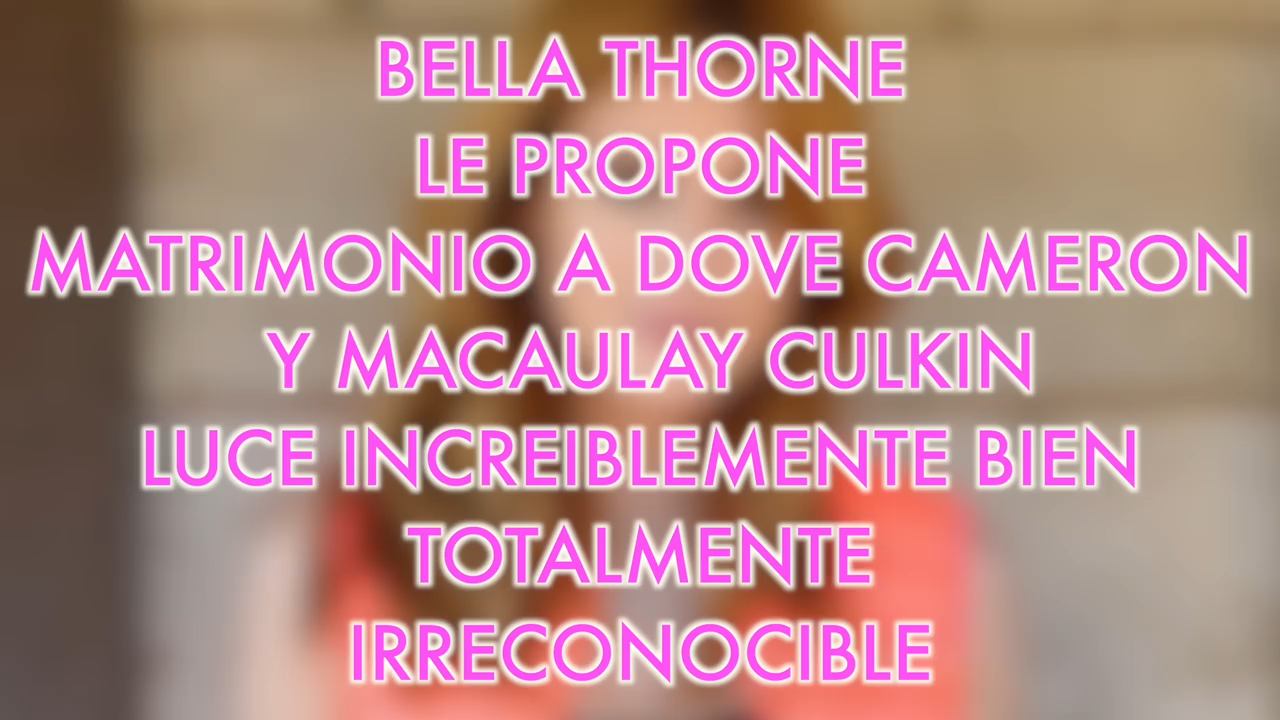 BELLA THORNE
LE PROPONE
MATRIMONIO A DOVE CAMERON
Y MACAULAY CULKIN
LUCE INCREIBLEMENTE BIEN
TOTALMENTE
IRRECONOCIBLE